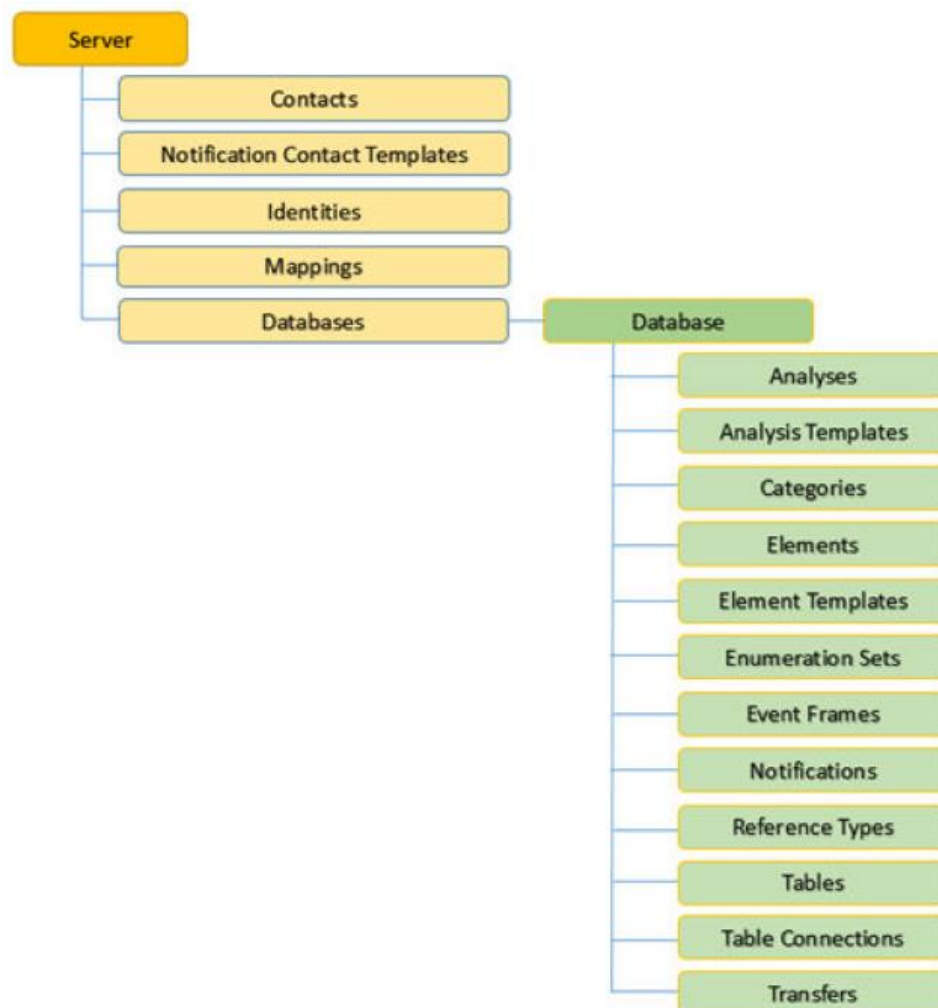 Server
Contacts
Notification Contact Templates
Identities
Mappings
Databases
Database
Analyses
Analysis Templates
Categories
Elements
Element Templates
Enumeration Sets
Event Frames
Notifications
Reference Types
Tables
Table Connections
Transfers